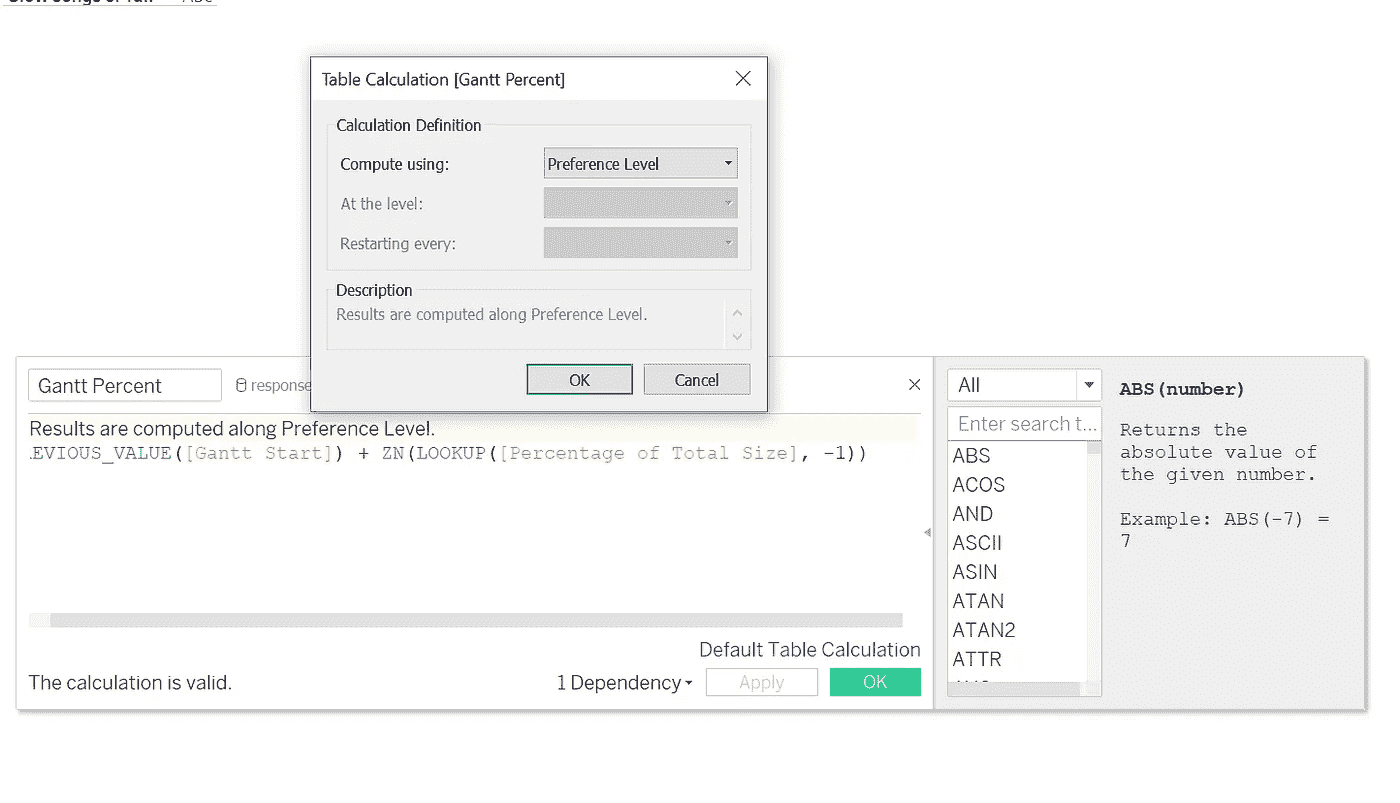 Table Calculation [Gantt Percent]
Calculation Definition
Compute using: Preference Level
At the level:
Restarting every:
Description
Results are computed along Preference Level.
OK Cancel
Gantt Percent response
Results are computed along Preference Level.
EVIOUS_VALUE([Gantt Start]) + ZN(LOOKUP([Percentage of Total Size], -1))
Default Table Calculation
The calculation is valid. 1 Dependency Apply OK
All
Enter search t...
ABS
ACOS
AND
ASCII
ASIN
ATAN
ATAN2
ATTR
ABS(number)
Returns the
absolute value of
the given number.
Example: ABS(-7) =
7